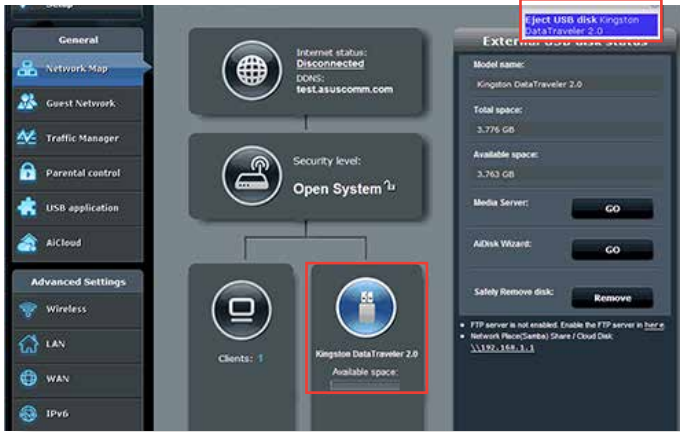 Setup
General
Network Map
Guest Network
Traffic Manager
Parental control
USB application
AiCloud
Advanced Settings
Wireless
LAN
WAN
IPv6
Internet status:
Disconnected
DDNS:
test.asuscomm.com
Security level:
Open System
Clients: 1
Kingston DataTraveler 2.0
Available space:
Eject USB disk Kingston
DataTraveler 2.0
External USB disk status
Model name:
Kingston DataTraveler 2.0
Total space:
3.776 GB
Available space:
3.763 GB
Media Server:
GO
AiDisk Wizard:
GO
Safely Remove disk:
Remove
FTP server is not enabled. Enable the FTP server in here.
Network Place(Samba) Share / Cloud Disk:
\\192.168.1.1